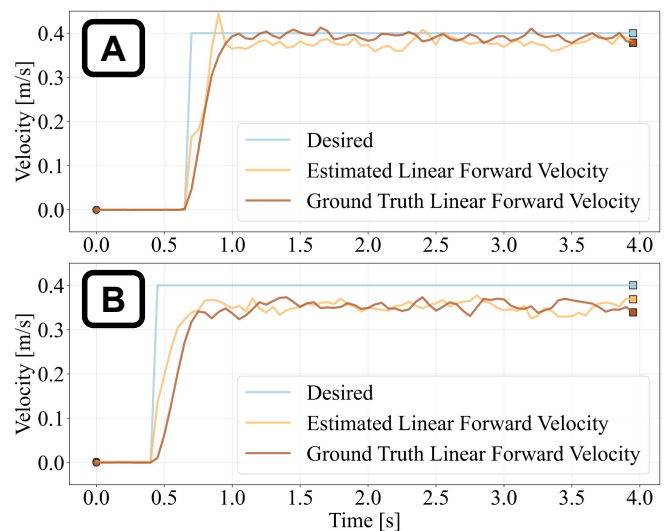 A
Velocity [m/s]
0.4
0.3
0.2
0.1
0.0
Desired
Estimated Linear Forward Velocity
Ground Truth Linear Forward Velocity
0.0 0.5 1.0 1.5 2.0 2.5 3.0 3.5 4.0
B
Velocity [m/s]
0.4
0.3
0.2
0.1
0.0
Desired
Estimated Linear Forward Velocity
Ground Truth Linear Forward Velocity
0.0 0.5 1.0 1.5 2.0 2.5 3.0 3.5 4.0
Time [s]